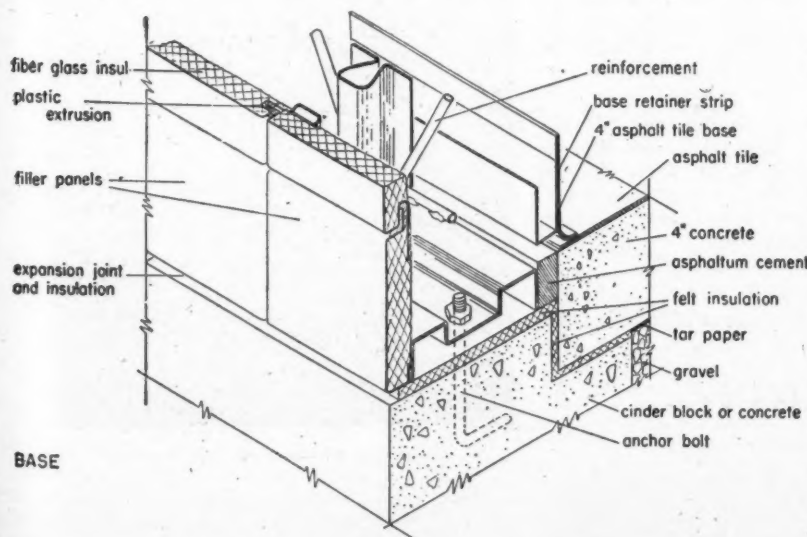 fiber glass insul
plastic
extrusion
filler panels
expansion joint
and insulation
BASE
reinforcement
base retainer strip
4" asphalt tile base
asphalt tile
4" concrete
asphaltum cement
felt insulation
tar paper
gravel
cinder block or concrete
anchor bolt